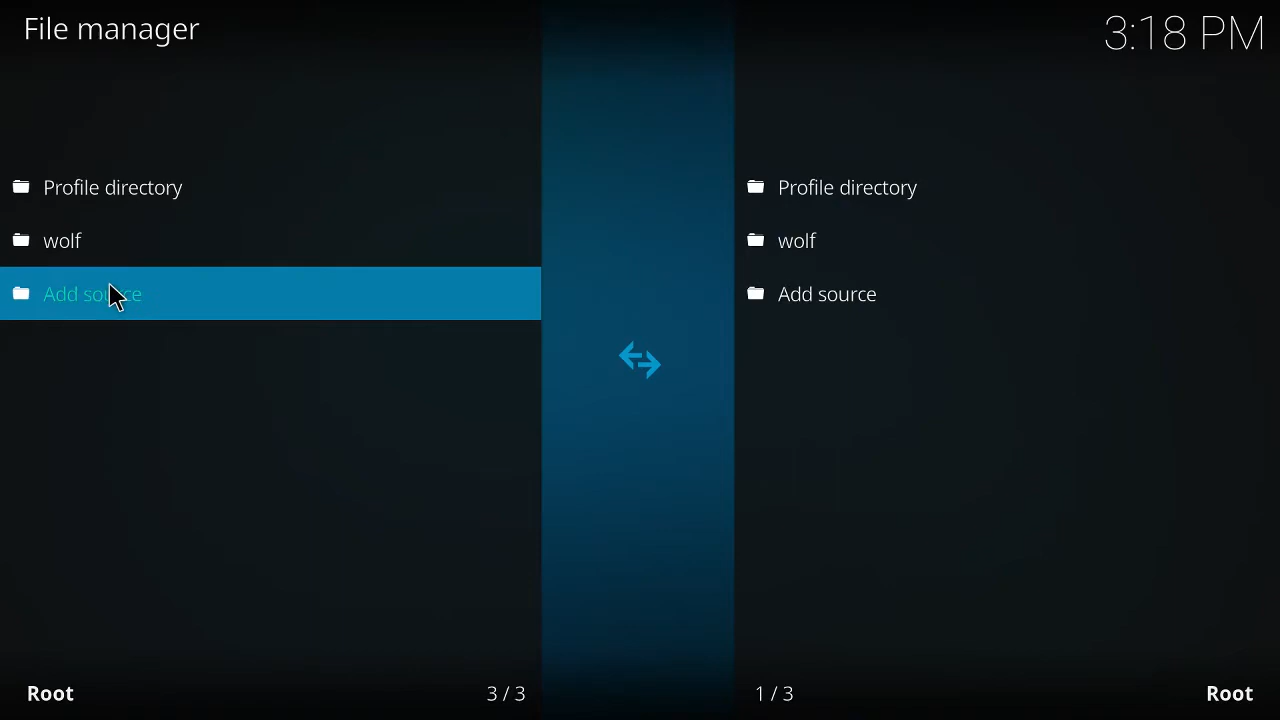 File manager
3:18 PM
Profile directory
wolf
Add source
Profile directory
wolf
Add source
Root
3 / 3
1 / 3
Root